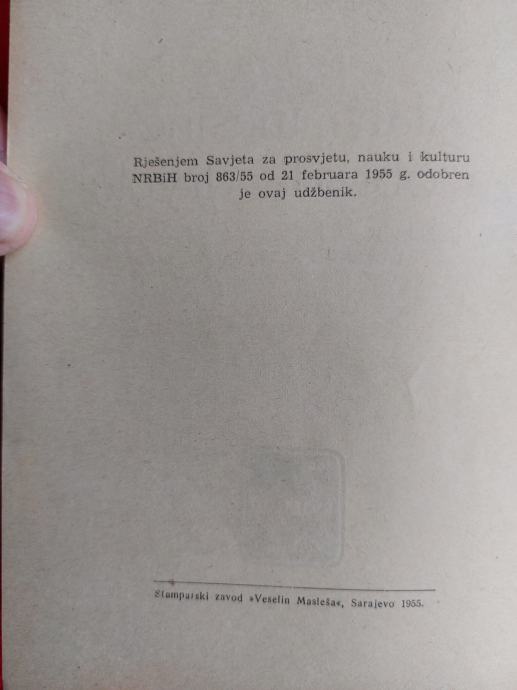 Rješenjem Savjeta za prosvjetu, nauku i kulturu
NRBiH broj 863/55 od 21 februara 1955 g. odobren
je ovaj udžbenik.
Štamparski zavod »Veselin Masleša«, Sarajevo 1955.